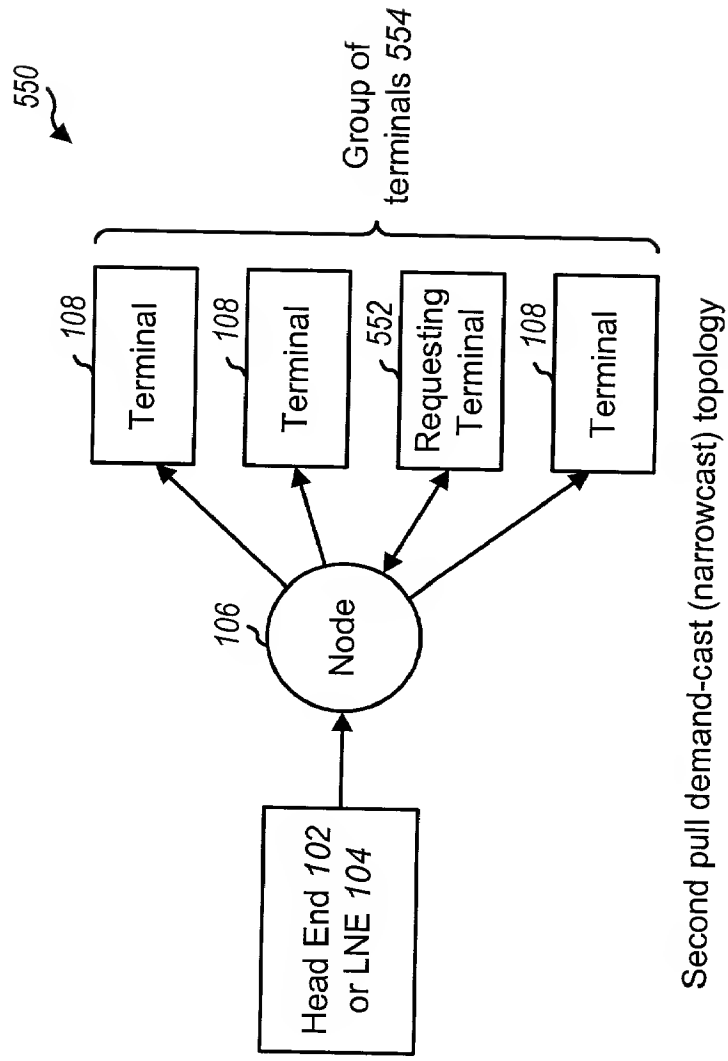 550
Head End 102
or LNE 104
106
Node
108
Terminal
108
Terminal
552
Requesting
Terminal
108
Terminal
Group of
terminals 554
Second pull demand-cast (narrowcast) topology